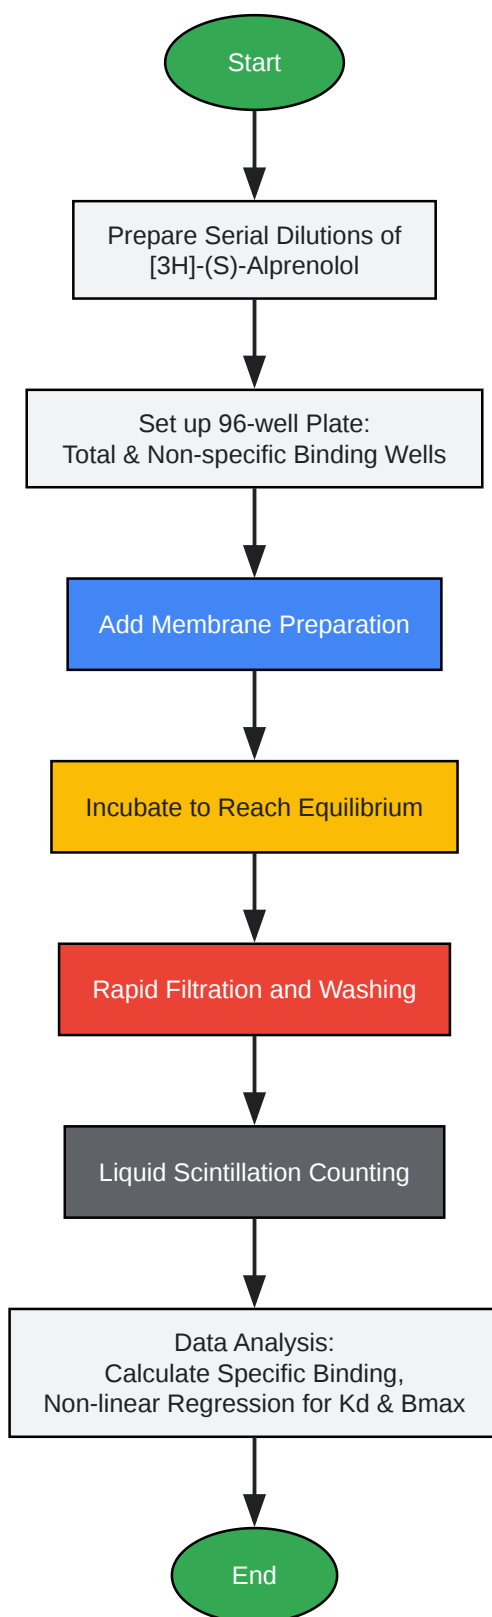 Start
Prepare Serial Dilutions of
[3H]-(S)-Alprenolol
Set up 96-well Plate:
Total & Non-specific Binding Wells
Add Membrane Preparation
Incubate to Reach Equilibrium
Rapid Filtration and Washing
Liquid Scintillation Counting
Data Analysis:
Calculate Specific Binding,
Non-linear Regression for Kd & Bmax
End